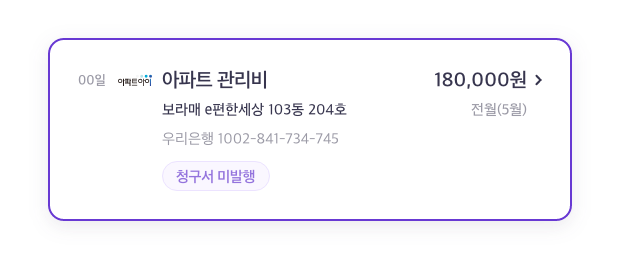 00일 아파트아이 아파트 관리비 180,000원
보라매 e편한세상 103동 204호 전월(5월)
우리은행 1002-841-734-745
청구서 미발행